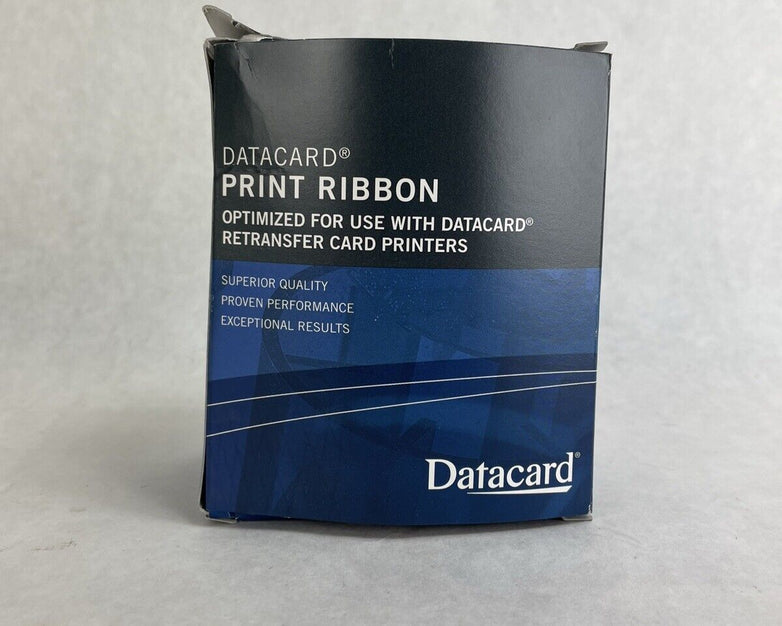 DATACARD®
PRINT RIBBON
OPTIMIZED FOR USE WITH DATACARD®
RETRANSFER CARD PRINTERS
SUPERIOR QUALITY
PROVEN PERFORMANCE
EXCEPTIONAL RESULTS
Datacard®